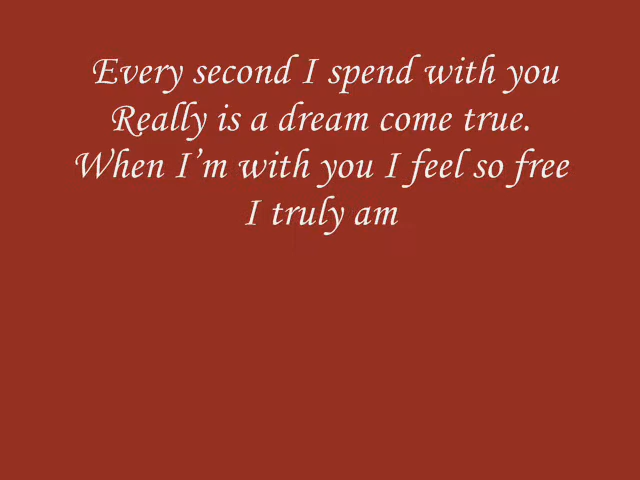 Every second I spend with you
Really is a dream come true.
When I’m with you I feel so free
I truly am